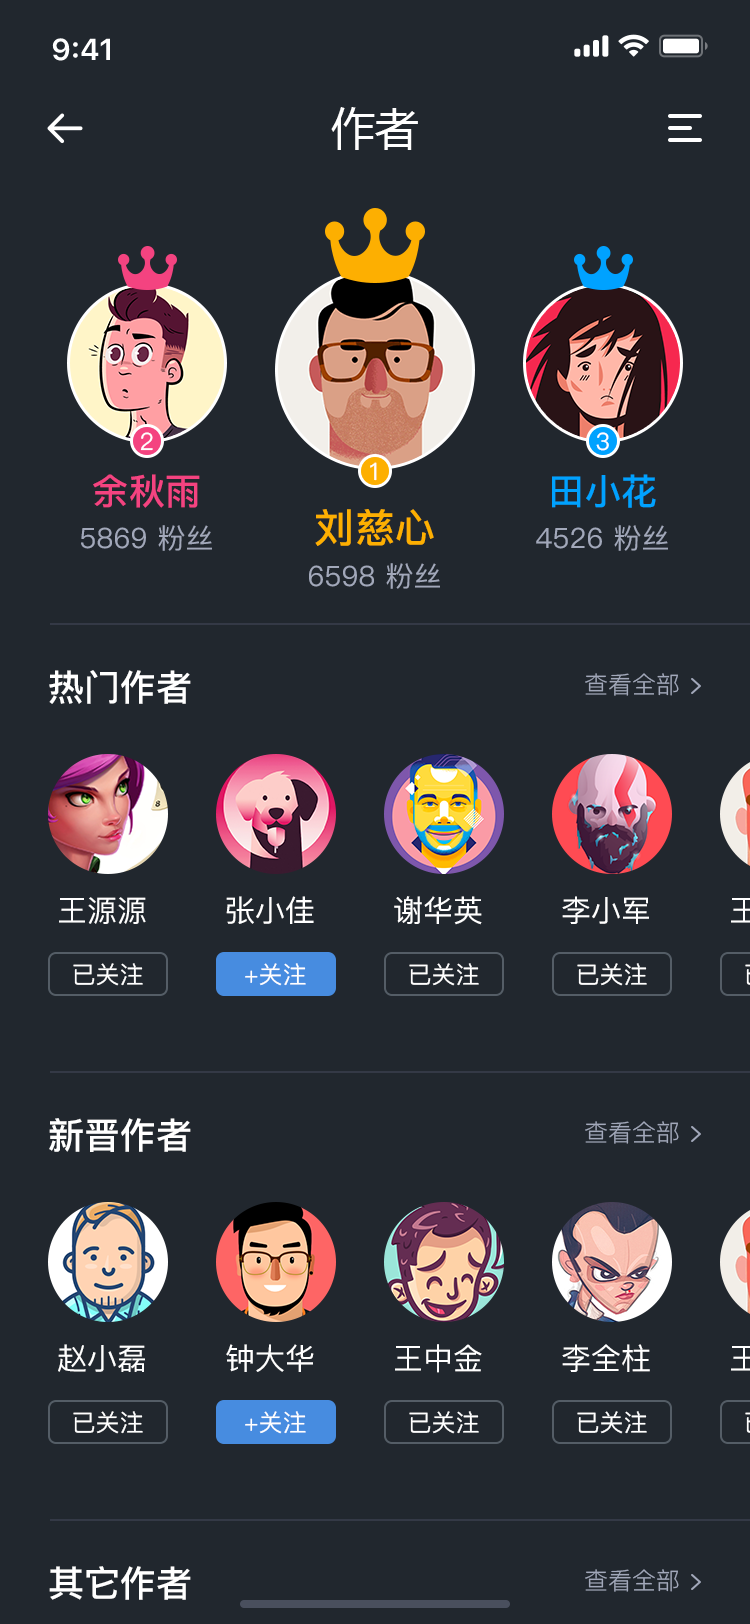 9:41
作者
2
1
3
余秋雨
刘慈心
田小花
5869 粉丝
6598 粉丝
4526 粉丝
热门作者
查看全部
王源源
张小佳
谢华英
李小军
王
已关注
+关注
已关注
已关注
新晋作者
查看全部
赵小磊
钟大华
王中金
李全柱
王
已关注
+关注
已关注
已关注
其它作者
查看全部